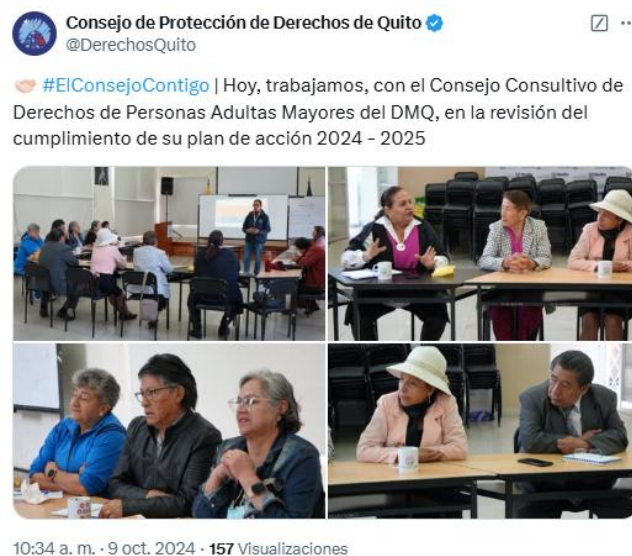 Consejo de Protección de Derechos de Quito
@DerechosQuito
#ElConsejoContigo | Hoy, trabajamos, con el Consejo Consultivo de
Derechos de Personas Adultas Mayores del DMQ, en la revisión del
cumplimiento de su plan de acción 2024 - 2025
10:34 a. m. · 9 oct. 2024 · 157 Visualizaciones